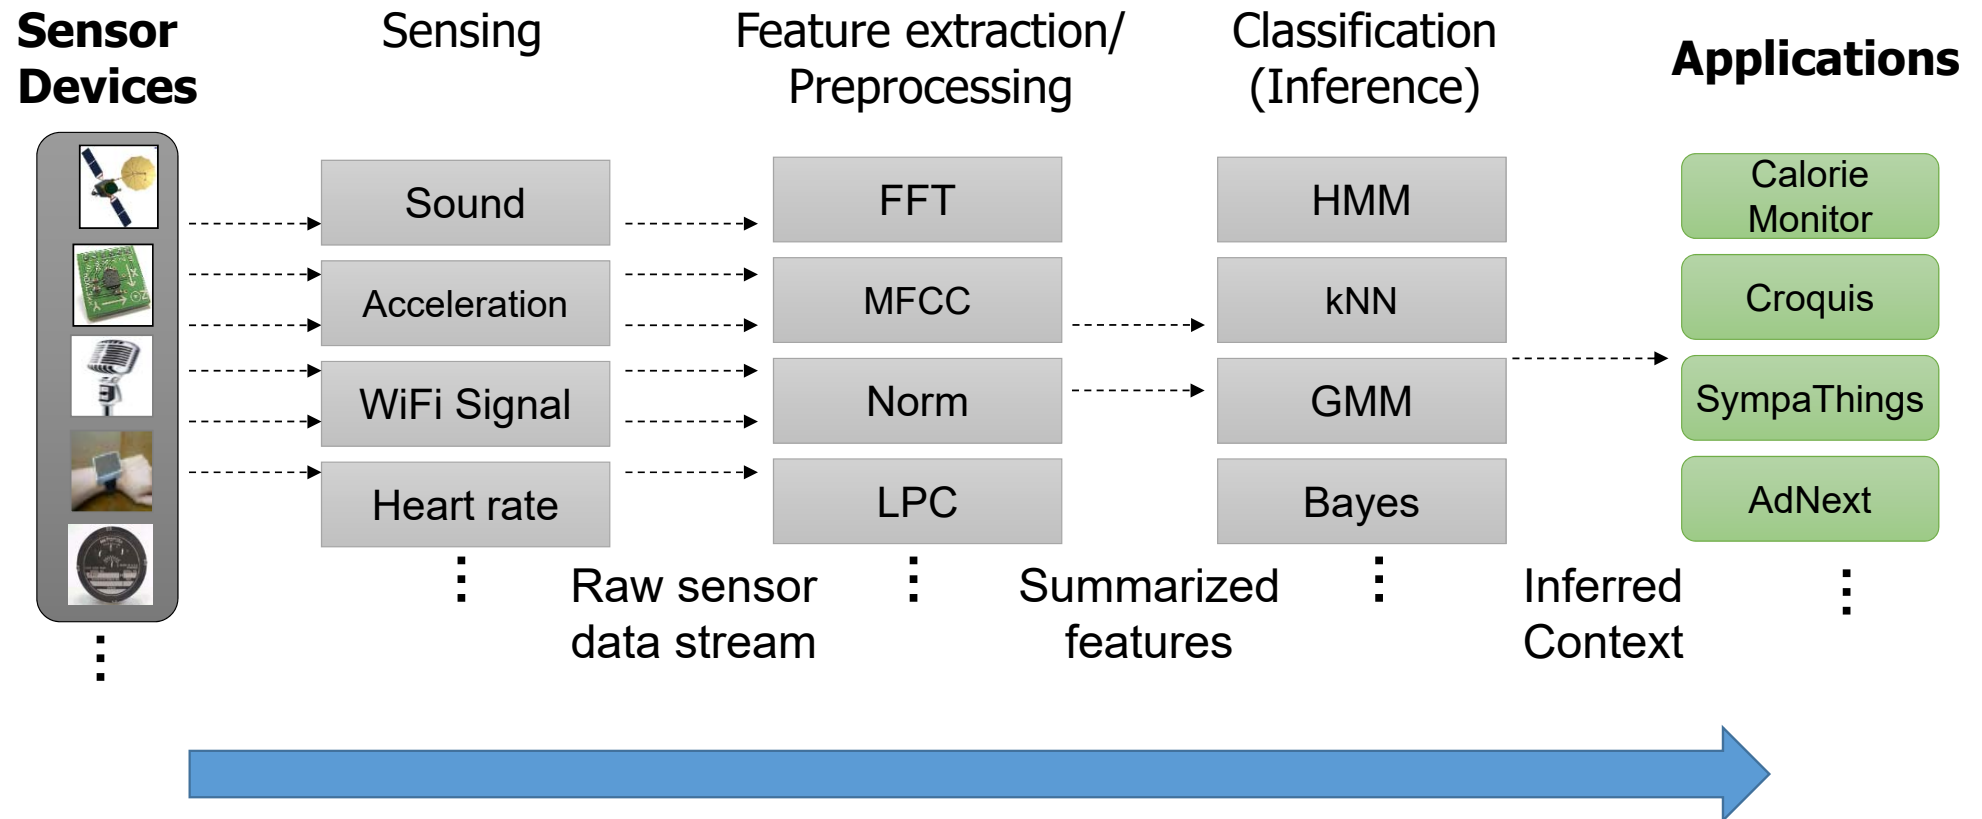 Sensor
Devices
Sensing
Feature extraction/
Preprocessing
Classification
(Inference)
Applications
Sound
Acceleration
WiFi Signal
Heart rate
FFT
MFCC
Norm
LPC
HMM
kNN
GMM
Bayes
Calorie
Monitor
Croquis
SympaThings
AdNext
Raw sensor
data stream
Summarized
features
Inferred
Context